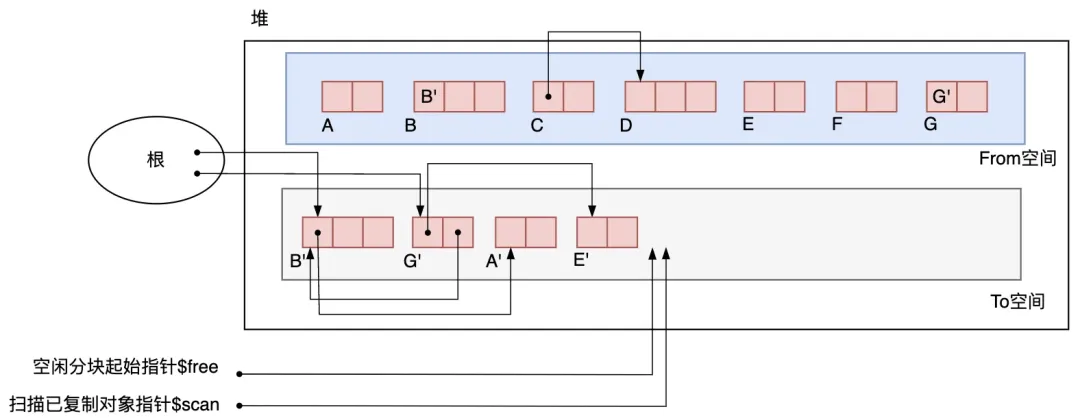 堆
B'
G'
A
B
C
D
E
F
G
From空间
根
B'
G'
A'
E'
To空间
空闲分块起始指针$free
扫描已复制对象指针$scan